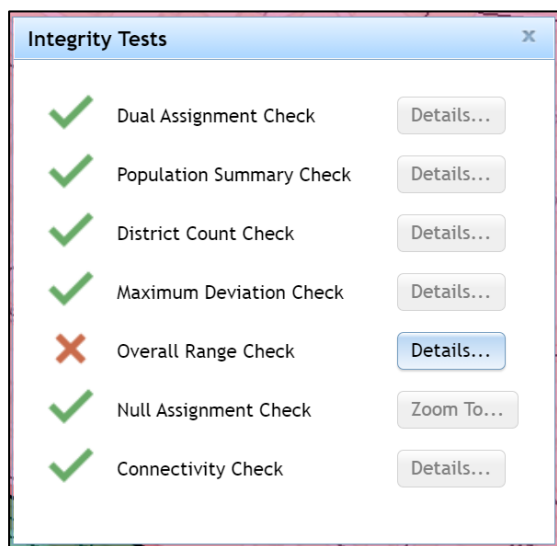 Integrity Tests x
Dual Assignment Check Details...
Population Summary Check Details...
District Count Check Details...
Maximum Deviation Check Details...
Overall Range Check Details...
Null Assignment Check Zoom To...
Connectivity Check Details...